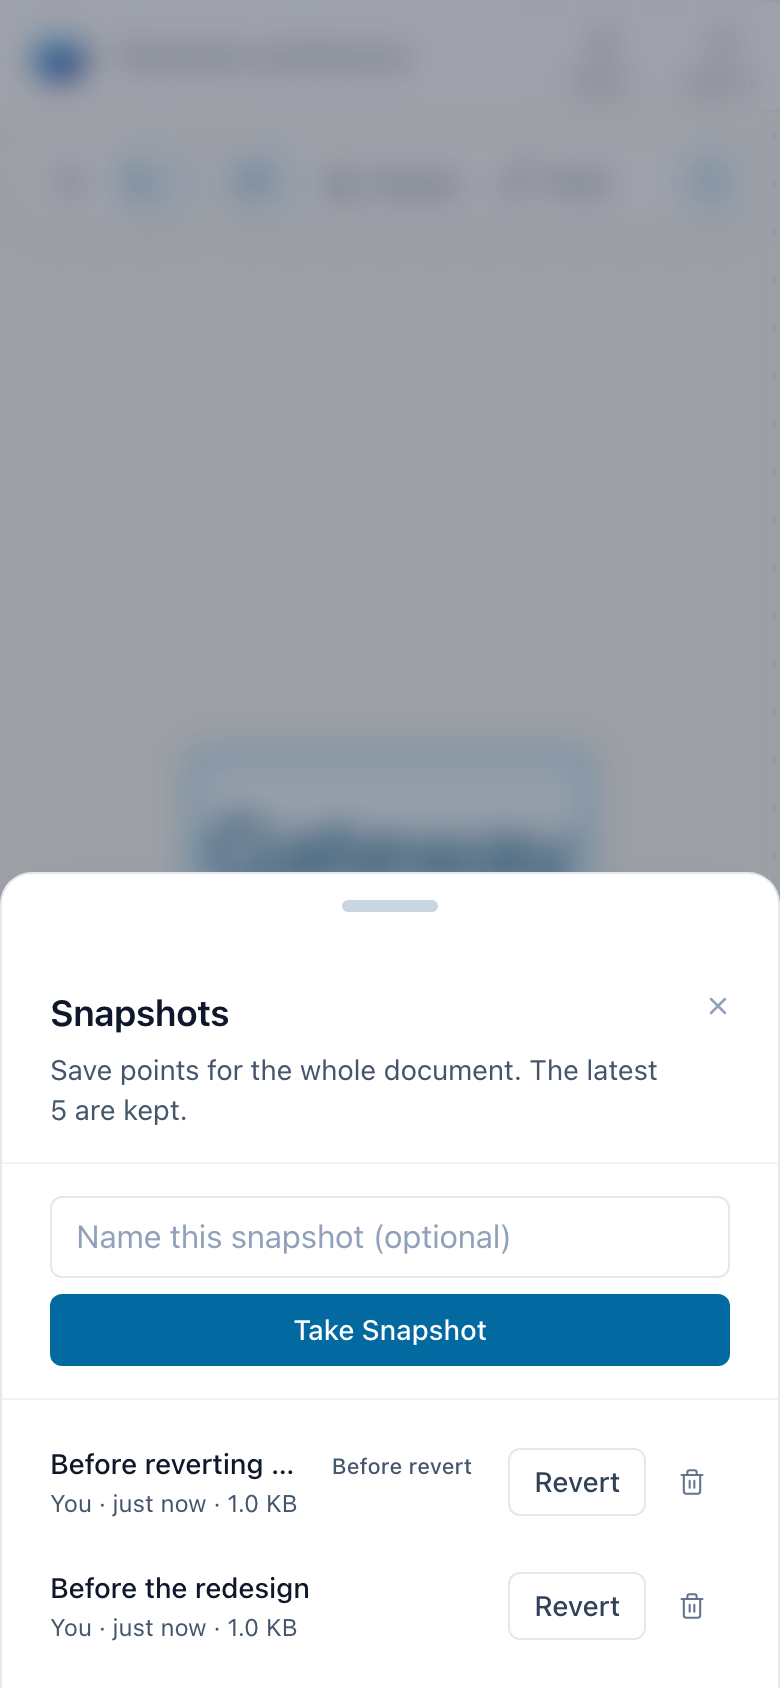 Gateway
Snapshots
Save points for the whole document. The latest
5 are kept.
Name this snapshot (optional)
Take Snapshot
Before reverting ... Before revert Revert
You · just now · 1.0 KB
Before the redesign Revert
You · just now · 1.0 KB